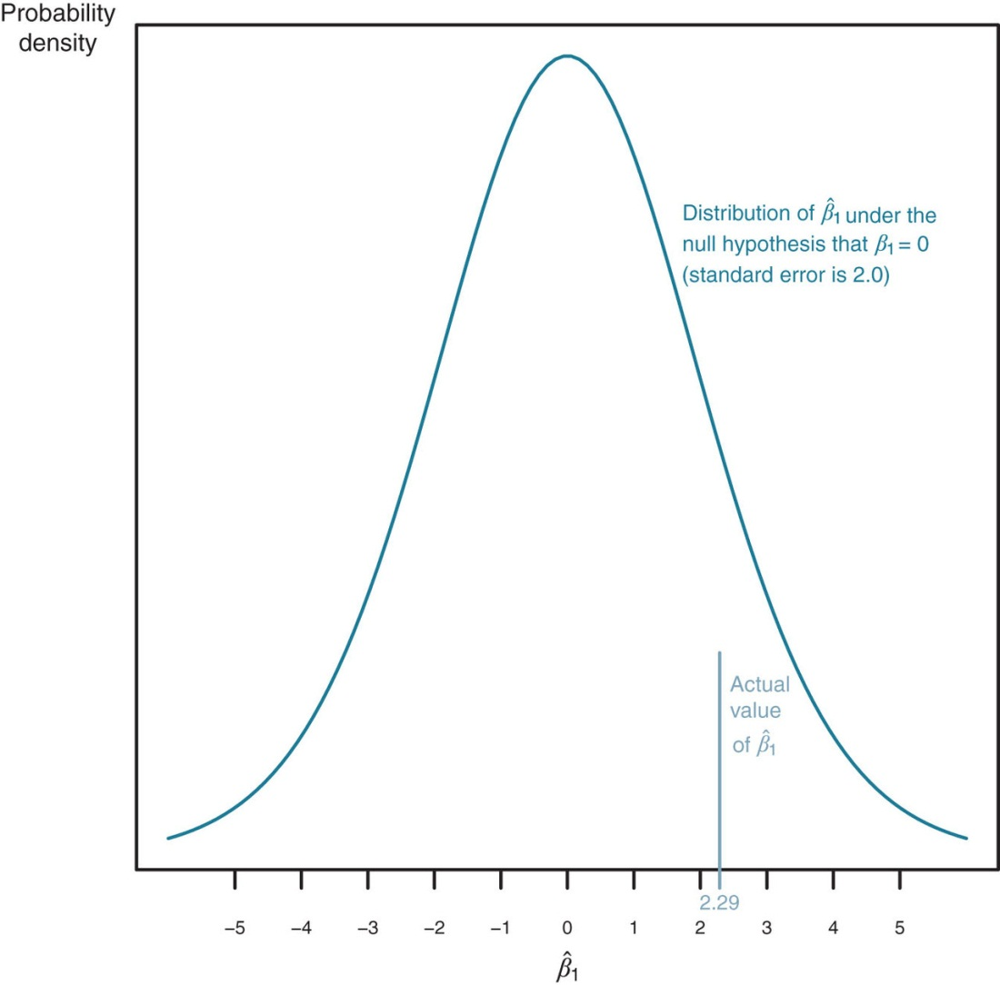 Probability
density
Distribution of β̂₁ under the
null hypothesis that β₁ = 0
(standard error is 2.0)
Actual
value
of β̂₁
2.29
−5 −4 −3 −2 −1 0 1 2 3 4 5
β̂₁